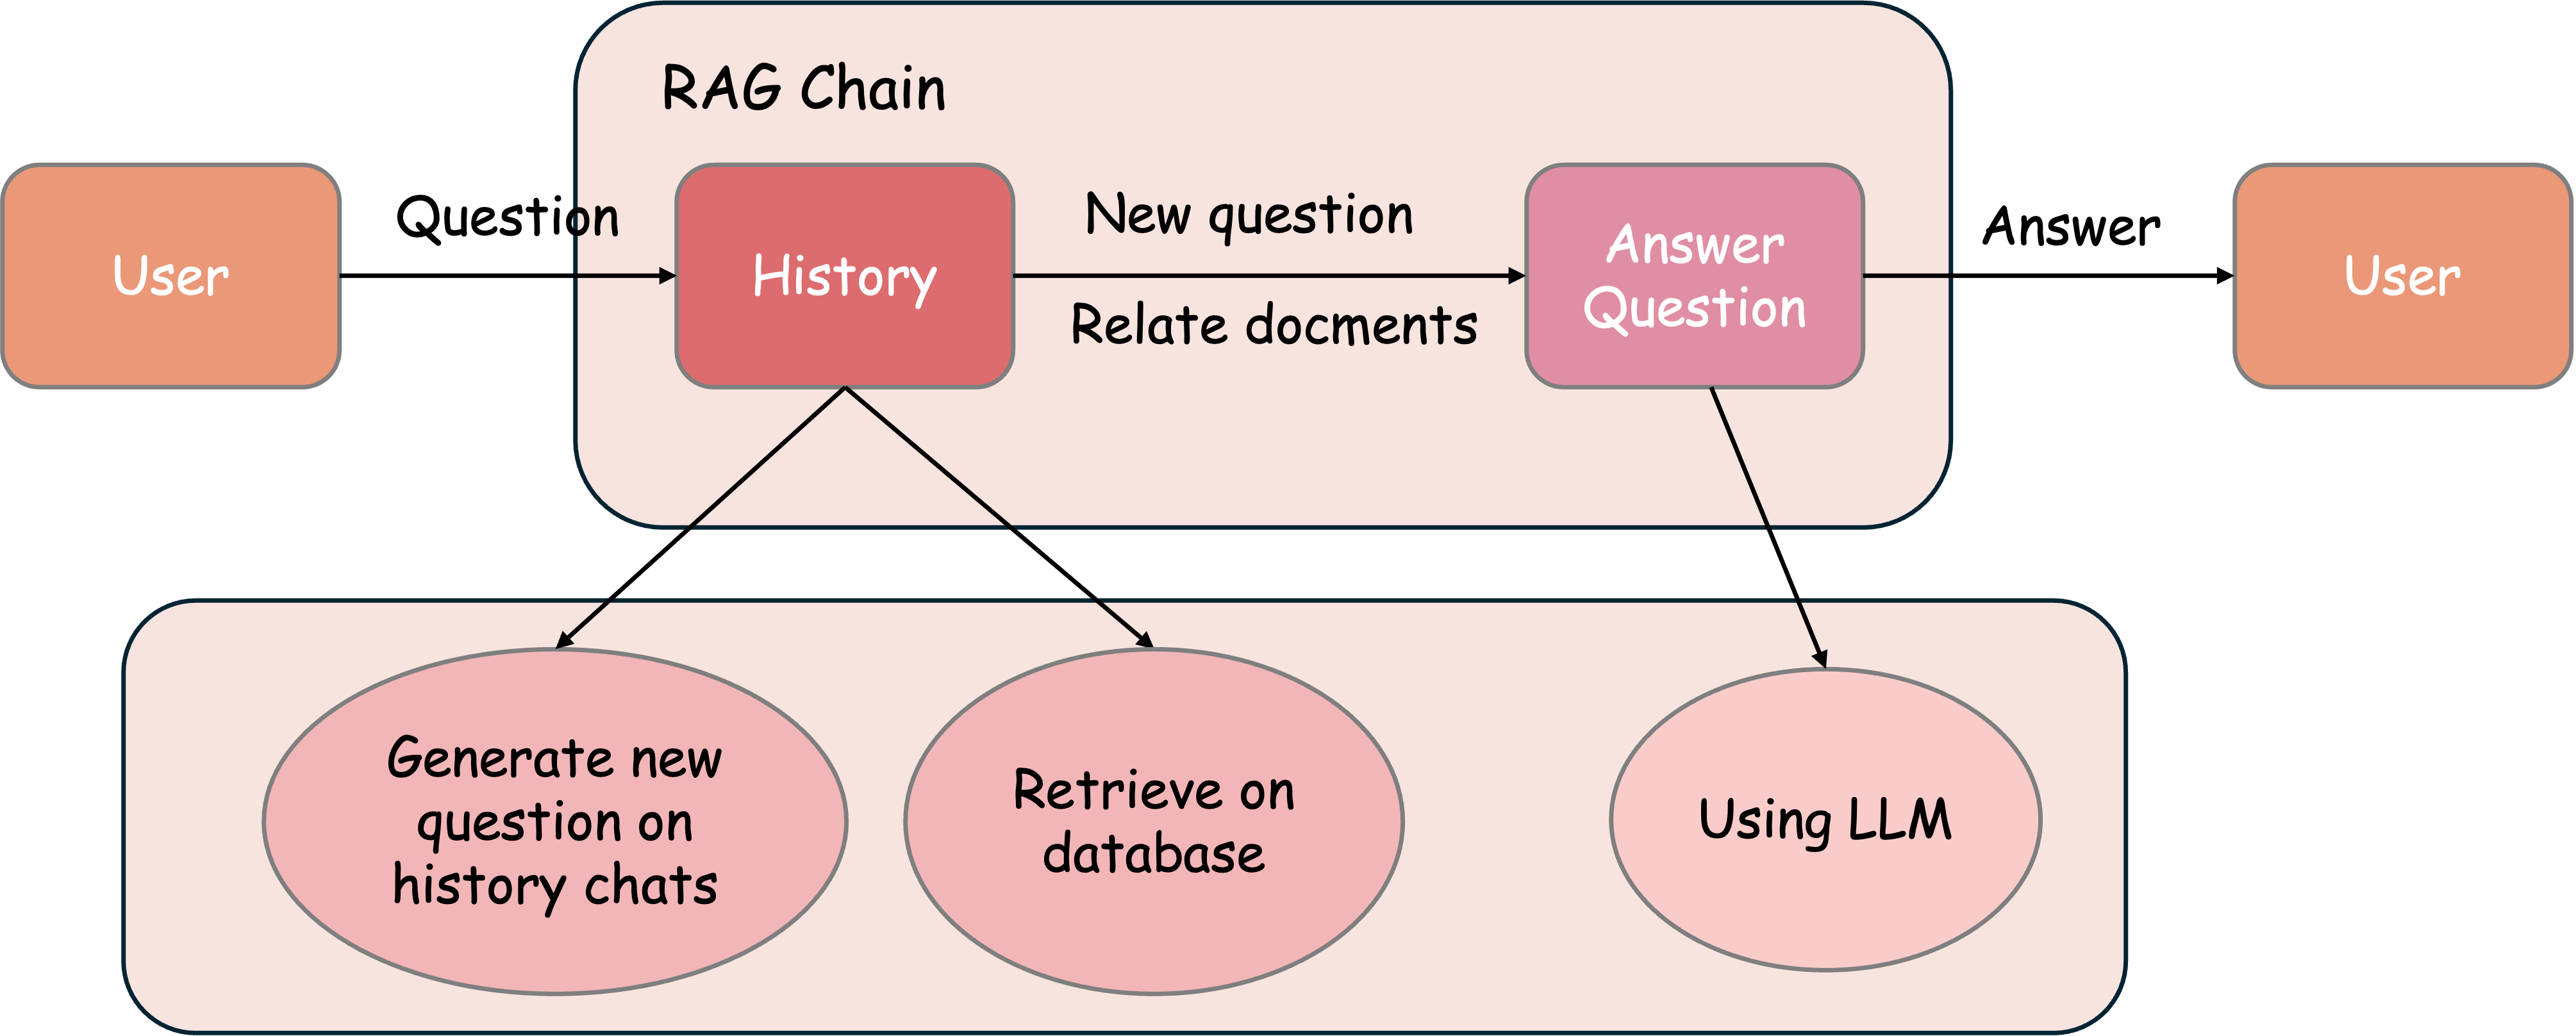 RAG Chain
User
Question
History
New question
Relate docments
Answer
Question
Answer
User
Generate new
question on
history chats
Retrieve on
database
Using LLM